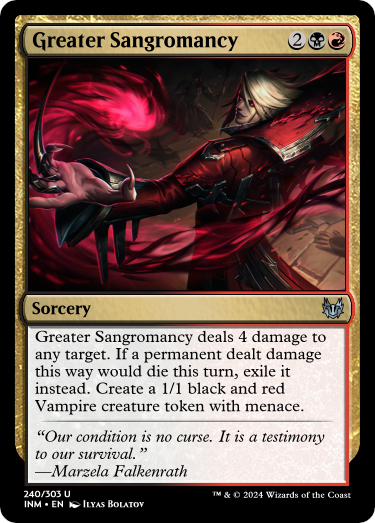 Greater Sangromancy 2
Sorcery
Greater Sangromancy deals 4 damage to
any target. If a permanent dealt damage
this way would die this turn, exile it
instead. Create a 1/1 black and red
Vampire creature token with menace.
“Our condition is no curse. It is a testimony
to our survival.”
—Marzela Falkenrath
240/303 U
INM • EN Ilyas Bolatov
™ & © 2024 Wizards of the Coast